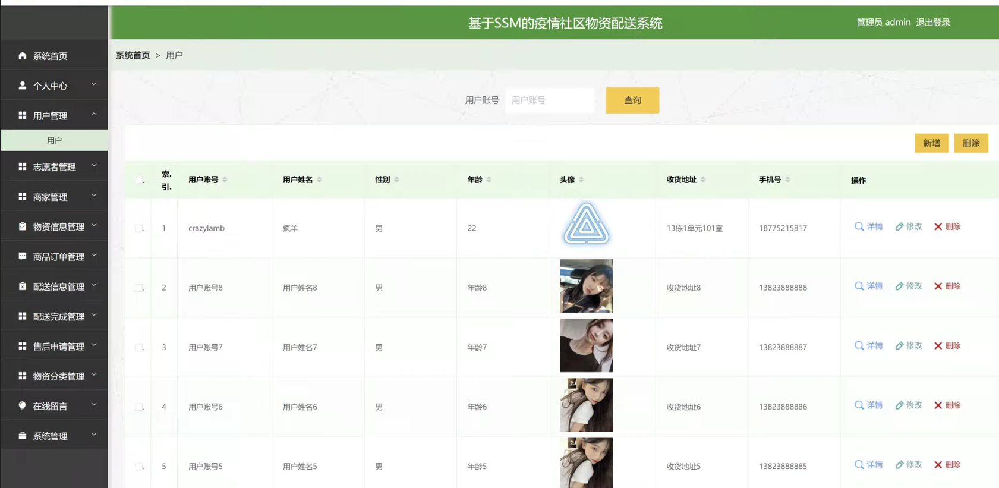 基于SSM的疫情社区物资配送系统
管理员 admin 退出登录
系统首页
个人中心
用户管理
用户
志愿者管理
商家管理
物资信息管理
商品订单管理
配送信息管理
配送完成管理
售后申请管理
物资分类管理
在线留言
系统管理
系统首页 > 用户
用户账号 用户账号 查询
新增 删除
索引 用户账号 用户姓名 性别 年龄 头像 收货地址 手机号 操作
1 crazylamb 疯羊 男 22 13栋1单元101室 18775215817 详情 修改 删除
2 用户账号8 用户姓名8 男 年龄8 收货地址8 13823888888 详情 修改 删除
3 用户账号7 用户姓名7 男 年龄7 收货地址7 13823888887 详情 修改 删除
4 用户账号6 用户姓名6 男 年龄6 收货地址6 13823888886 详情 修改 删除
5 用户账号5 用户姓名5 男 年龄5 收货地址5 13823888885 详情 修改 删除